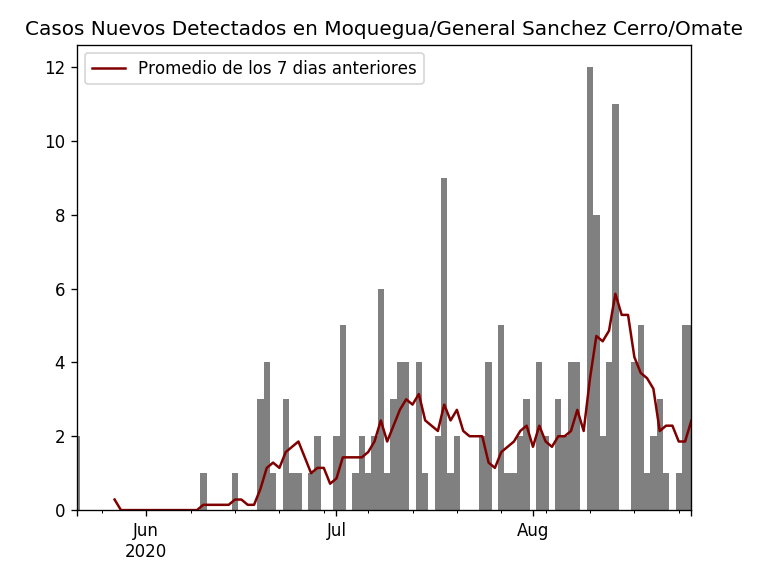 Casos Nuevos Detectados en Moquegua/General Sanchez Cerro/Omate
Promedio de los 7 dias anteriores
12
10
8
6
4
2
0
Jun
2020
Jul
Aug